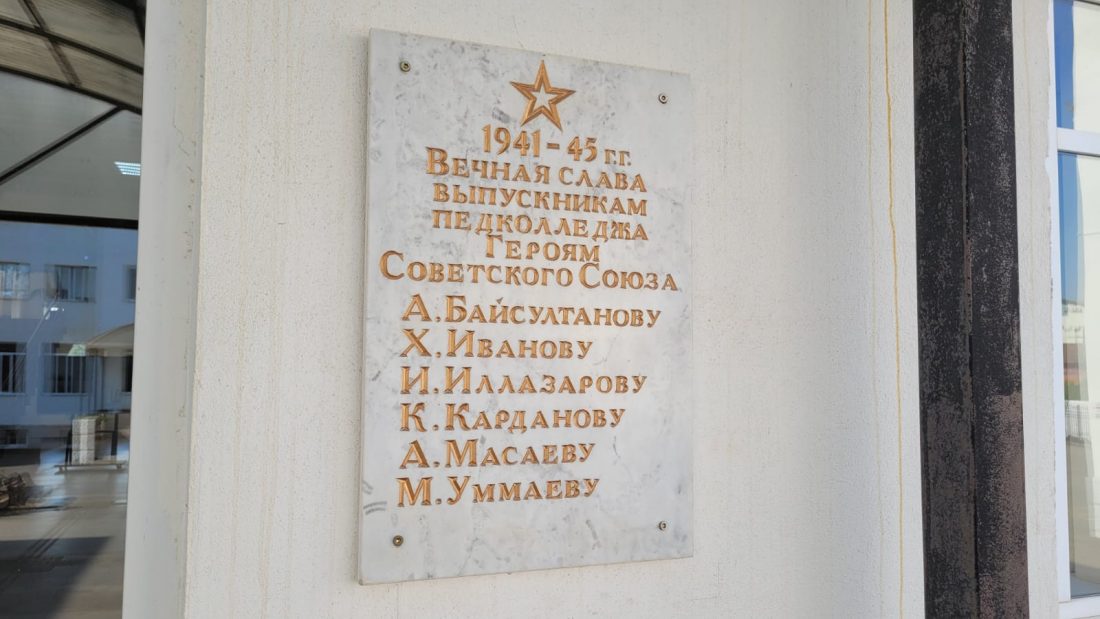 1941-45 г.г.
Вечная слава
выпускникам
педколледжа
Героям
Советского Союза
А. Байсултанову
Х. Иванову
И. Иллазарову
К. Карданову
А. Масаеву
М. Уммаеву